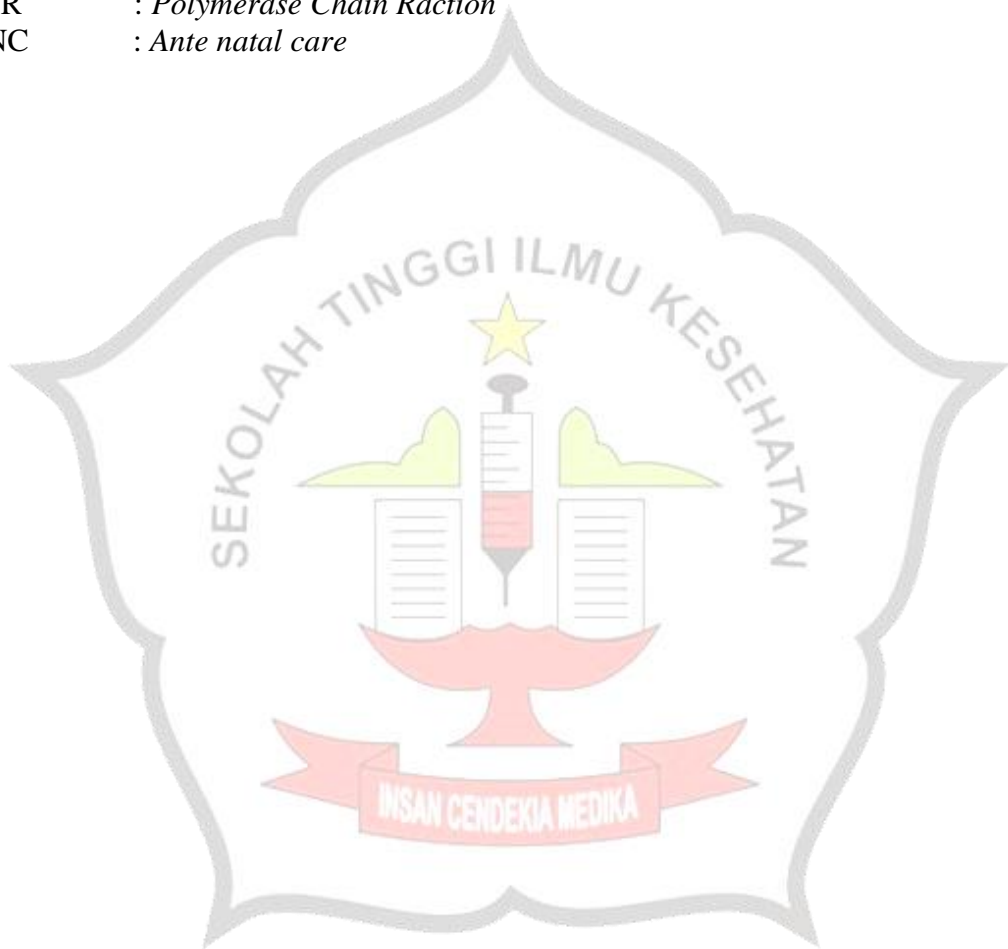 R : Polymerase Chain Raction
NC : Ante natal care
SEKOLAH TINGGI ILMU KESEHATAN
INSAN CENDEKIA MEDIKA